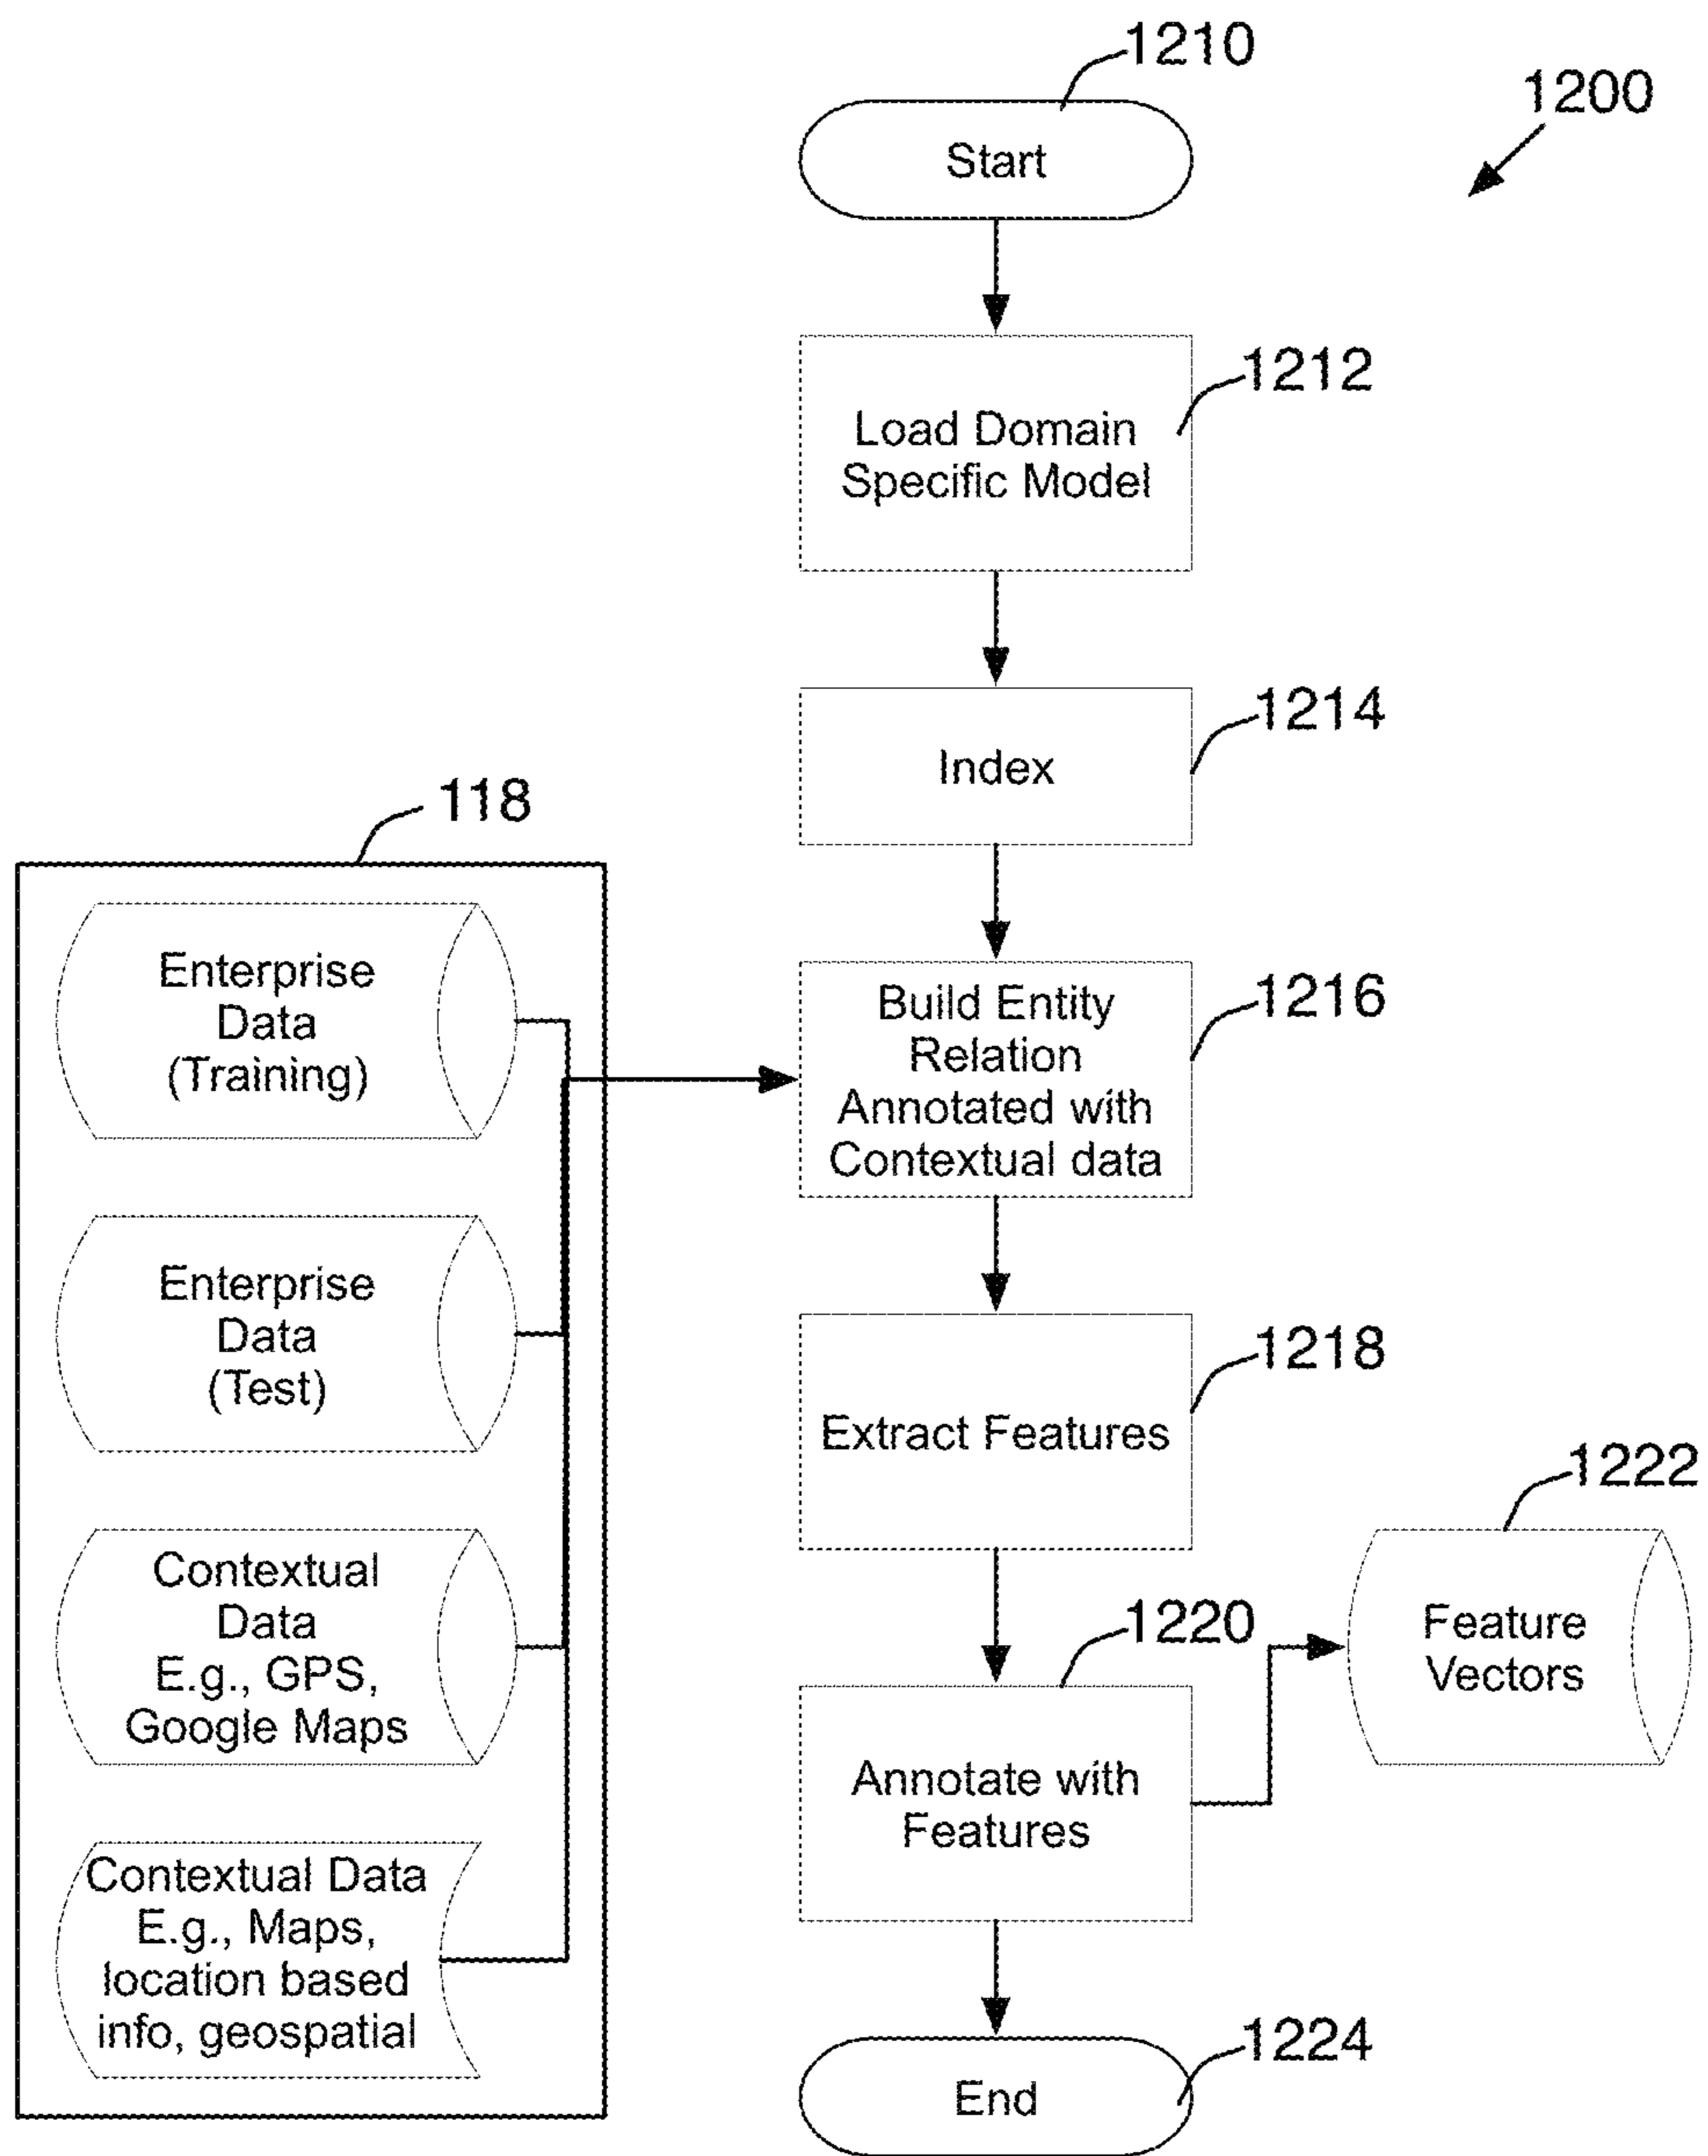 1210
1200
Start
1212
Load Domain
Specific Model
1214
Index
118
Enterprise
Data
(Training)
1216
Build Entity
Relation
Annotated with
Contextual data
Enterprise
Data
(Test)
1218
Extract Features
1222
Contextual
Data
E.g., GPS,
Google Maps
1220
Feature
Vectors
Annotate with
Features
Contextual Data
E.g., Maps,
location based
info, geospatial
1224
End